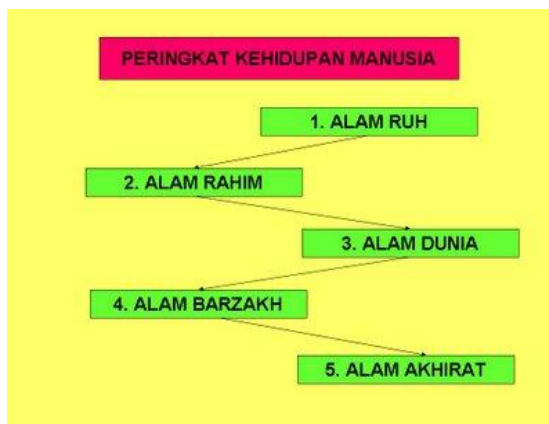 PERINGKAT KEHIDUPAN MANUSIA
1. ALAM RUH
2. ALAM RAHIM
3. ALAM DUNIA
4. ALAM BARZAKH
5. ALAM AKHIRAT